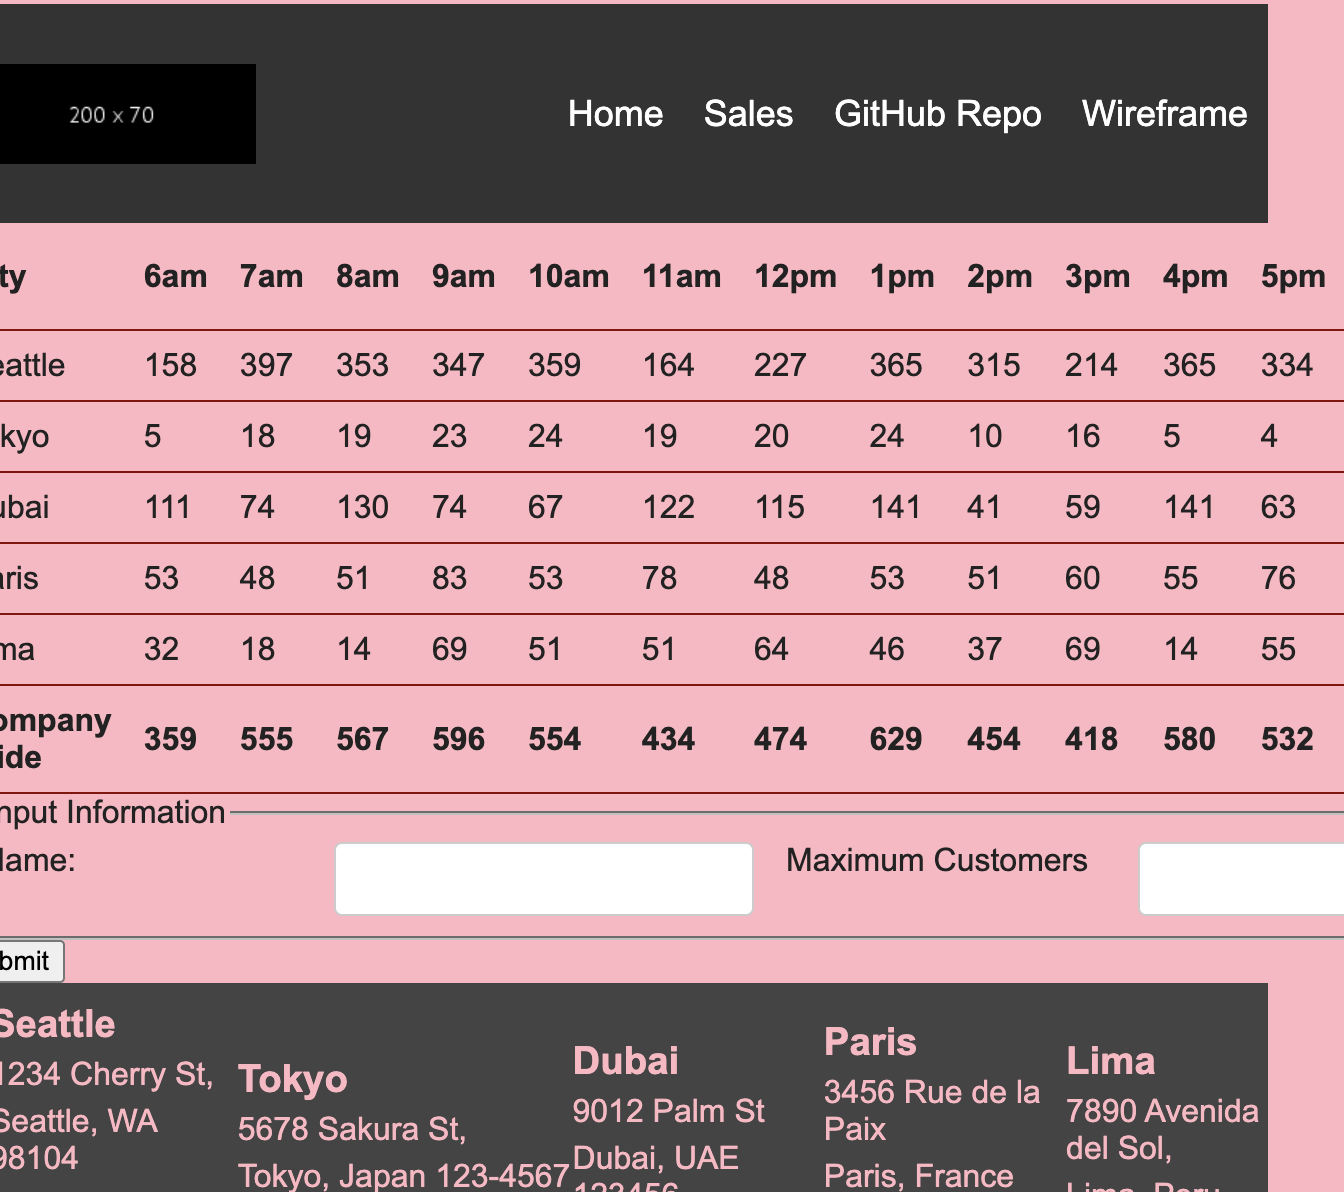 200 x 70
Home Sales GitHub Repo Wireframe
ty 6am 7am 8am 9am 10am 11am 12pm 1pm 2pm 3pm 4pm 5pm
eattle 158 397 353 347 359 164 227 365 315 214 365 334
kyo 5 18 19 23 24 19 20 24 10 16 5 4
ubai 111 74 130 74 67 122 115 141 41 59 141 63
aris 53 48 51 83 53 78 48 53 51 60 55 76
ma 32 18 14 69 51 51 64 46 37 69 14 55
ompany
ide 359 555 567 596 554 434 474 629 454 418 580 532
nput Information
ame: Maximum Customers
bmit
Seattle
1234 Cherry St,
Seattle, WA
98104
Tokyo
5678 Sakura St,
Tokyo, Japan 123-4567
Dubai
9012 Palm St
Dubai, UAE
123456
Paris
3456 Rue de la
Paix
Paris, France
Lima
7890 Avenida
del Sol,
Lima, Peru